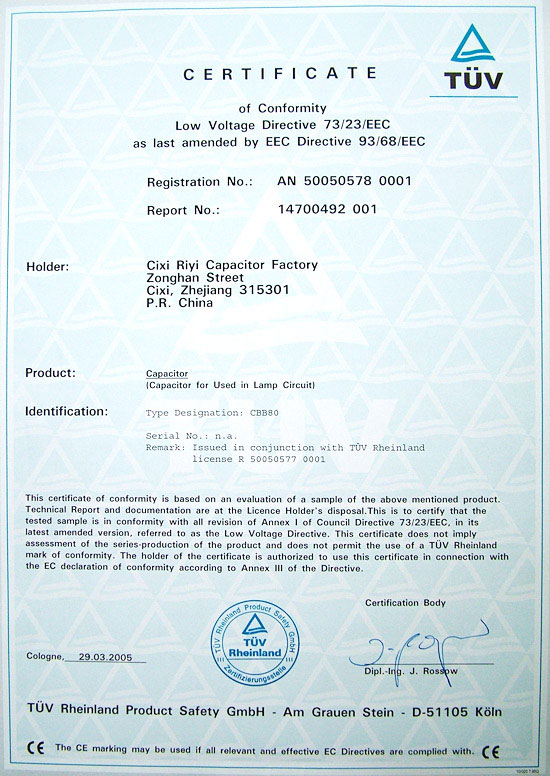 TÜV
CERTIFICATE
of Conformity
Low Voltage Directive 73/23/EEC
as last amended by EEC Directive 93/68/EEC
Registration No.: AN 50050578 0001
Report No.: 14700492 001
Holder: Cixi Riyi Capacitor Factory
Zonghan Street
Cixi, Zhejiang 315301
P.R. China
Product: Capacitor
(Capacitor for Used in Lamp Circuit)
Identification: Type Designation: CBB80
Serial No.: n.a.
Remark: Issued in conjunction with TÜV Rheinland
license R 50050577 0001
This certificate of conformity is based on an evaluation of a sample of the above mentioned product.
Technical Report and documentation are at the Licence Holder's disposal.This is to certify that the
tested sample is in conformity with all revision of Annex I of Council Directive 73/23/EEC, in its
latest amended version, referred to as the Low Voltage Directive. This certificate does not imply
assessment of the series-production of the product and does not permit the use of a TÜV Rheinland
mark of conformity. The holder of the certificate is authorized to use this certificate in connection with
the EC declaration of conformity according to Annex III of the Directive.
Certification Body
TÜV Rheinland Product Safety GmbH
TÜV
Rheinland
Zertifizierungsstelle
Cologne, 29.03.2005
Dipl.-Ing. J. Rossow
TÜV Rheinland Product Safety GmbH - Am Grauen Stein - D-51105 Köln
CE The CE marking may be used if all relevant and effective EC Directives are complied with. CE